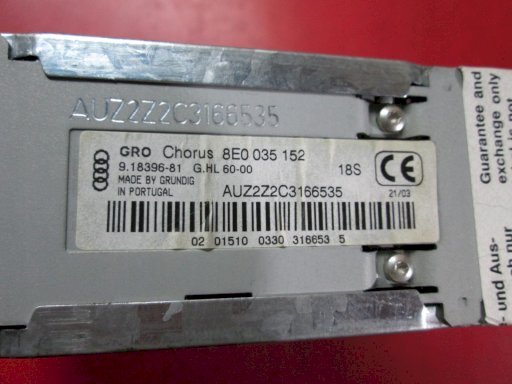 AUZ2Z2C3166535
GRO Chorus 8E0 035 152
9.18396-81 G.HL 60-00 18S
MADE BY GRUNDIG
IN PORTUGAL
AUZ2Z2C3166535
CE
21/03
02 01510 0330 316653 5
Guarantee and
exchange only
- und Aus-